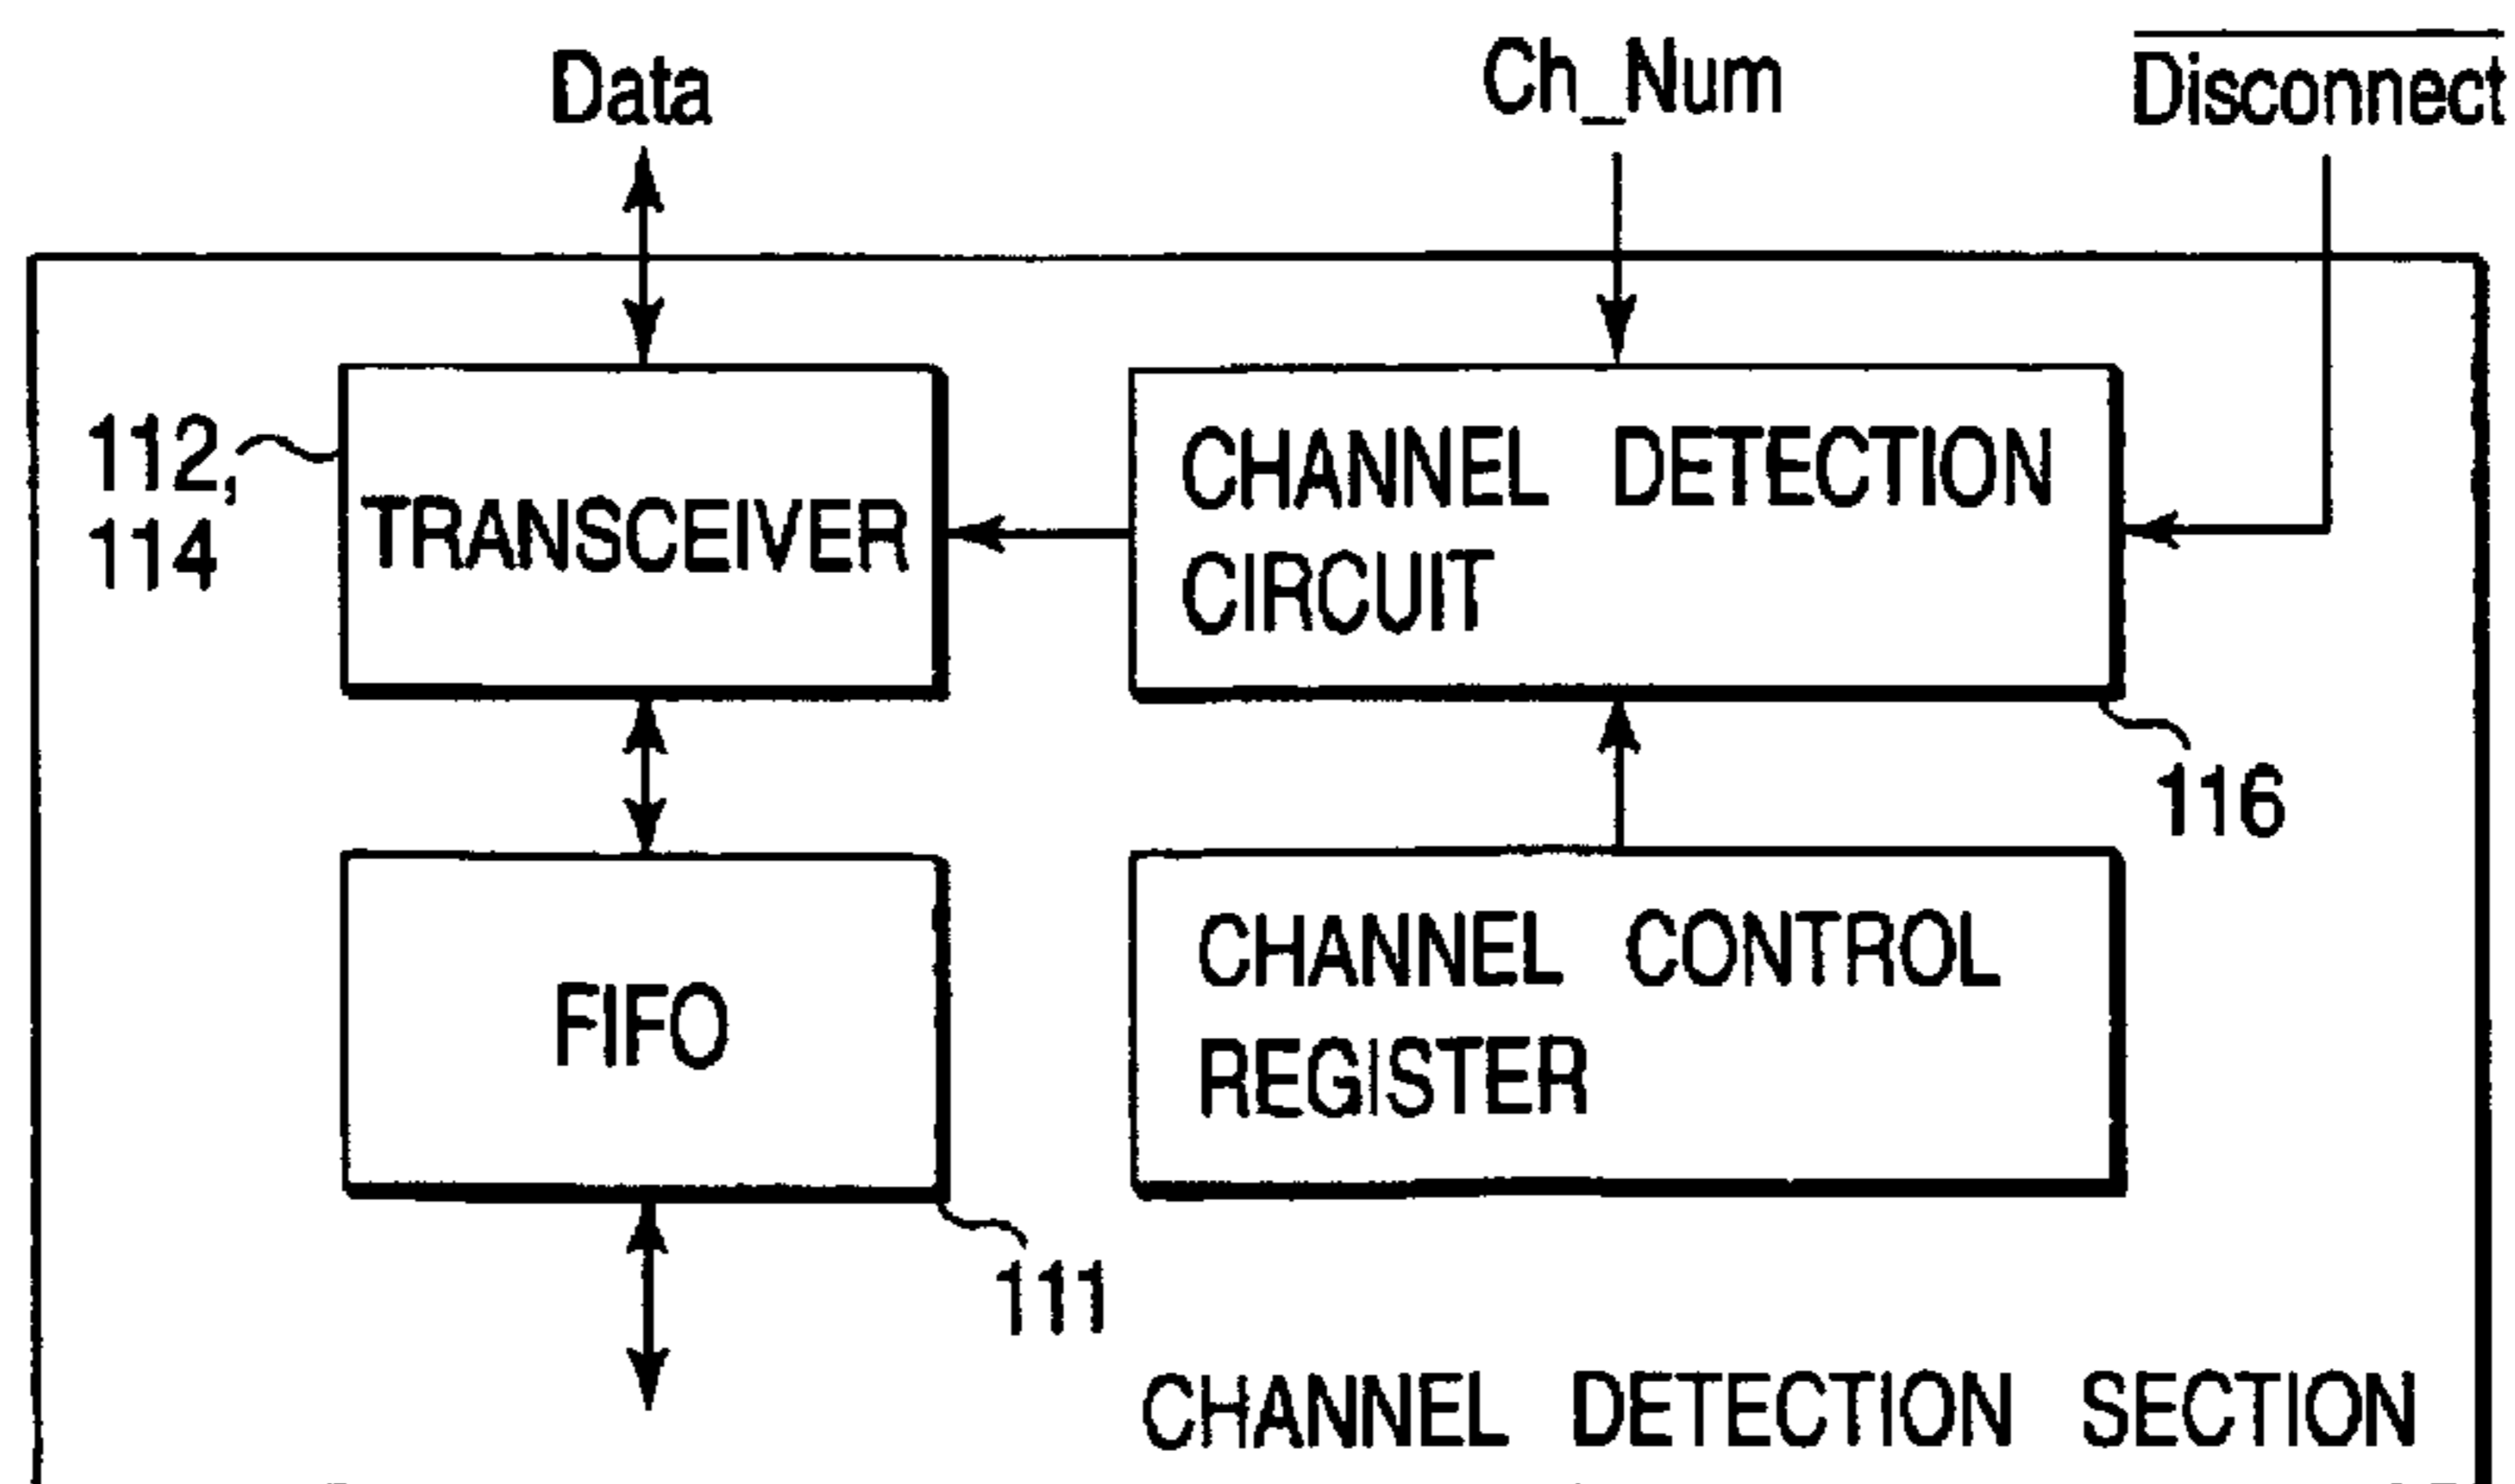 Data
Ch_Num
Disconnect
112,
114
TRANSCEIVER
CHANNEL DETECTION
CIRCUIT
116
FIFO
CHANNEL CONTROL
REGISTER
111
CHANNEL DETECTION SECTION